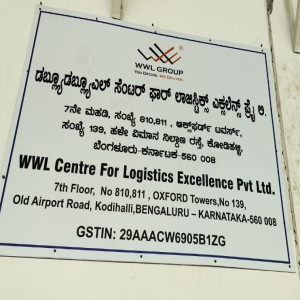 WWL GROUP
YOU DECIDE, WE DELIVER.
ಡಬ್ಲ್ಯೂಡಬ್ಲ್ಯೂಎಲ್ ಸೆಂಟರ್ ಫಾರ್ ಲಾಜಿಸ್ಟಿಕ್ಸ್ ಎಕ್ಸಲೆನ್ಸ್ ಪ್ರೈ ಲಿ.
7ನೇ ಮಹಡಿ, ಸಂಖ್ಯೆ 810,811 , ಆಕ್ಸ್‌ಫರ್ಡ್ ಟವರ್ಸ್,
ಸಂಖ್ಯೆ 139, ಹಳೇ ವಿಮಾನ ನಿಲ್ದಾಣ ರಸ್ತೆ, ಕೋಡಿಹಳ್ಳಿ,
ಬೆಂಗಳೂರು-ಕರ್ನಾಟಕ-560 008
WWL Centre For Logistics Excellence Pvt Ltd.
7th Floor, No 810,811 , OXFORD Towers,No 139,
Old Airport Road, Kodihalli,BENGALURU – KARNATAKA-560 008
GSTIN: 29AAACW6905B1ZG